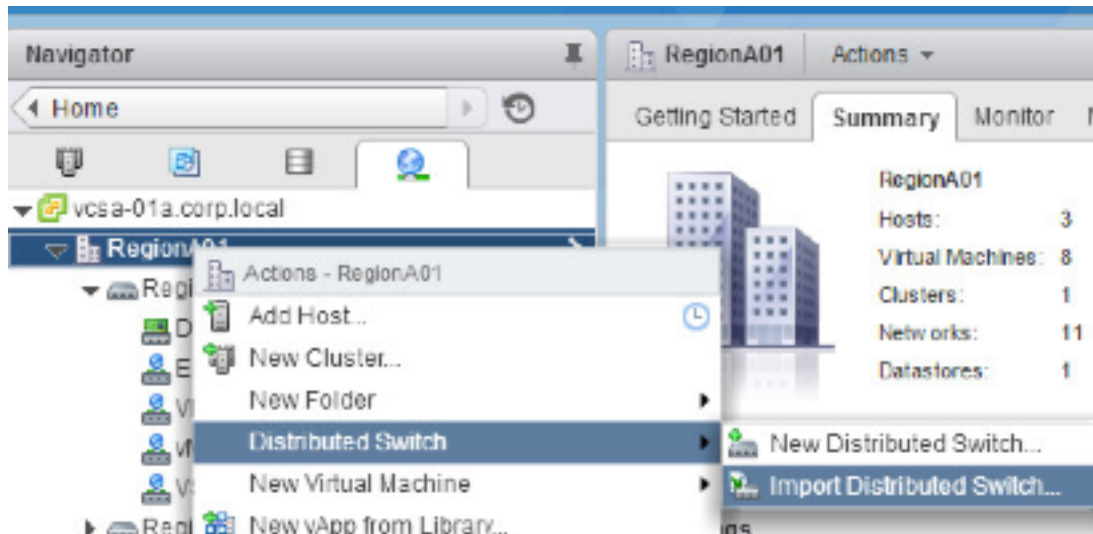 Navigator
Home
vcsa-01a.corp.local
RegionA01
Actions - RegionA01
Add Host...
New Cluster...
New Folder
Distributed Switch
New Virtual Machine
New vApp from Library...
New Distributed Switch...
Import Distributed Switch...
RegionA01
Actions
Getting Started Summary Monitor
RegionA01
Hosts: 3
Virtual Machines: 8
Clusters: 1
Networks: 11
Datastores: 1